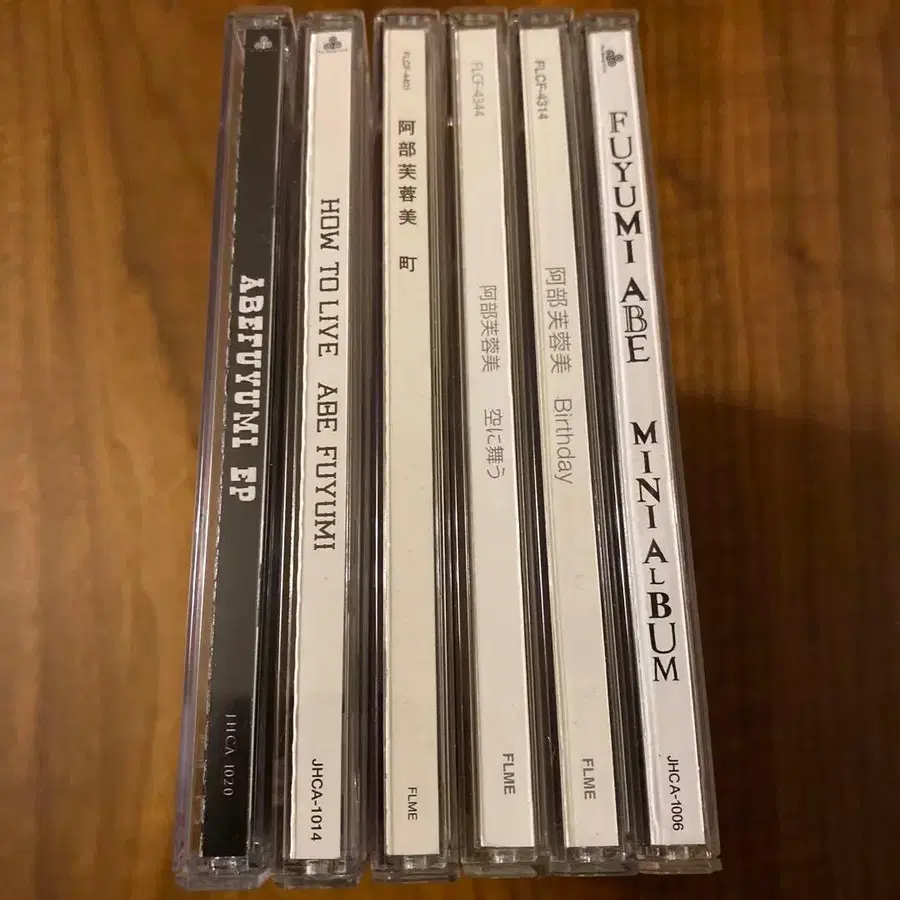 ABEFUYUMI EP
JHCA 1020
HOW TO LIVE ABE FUYUMI
JHCA-1014
FLCF-4401
阿部芙蓉美 町
FLME
FLCF-4344
阿部芙蓉美 空に舞う
FLME
FLCF-4314
阿部芙蓉美 Birthday
FLME
FUYUMI ABE MINI ALBUM
JHCA-1006